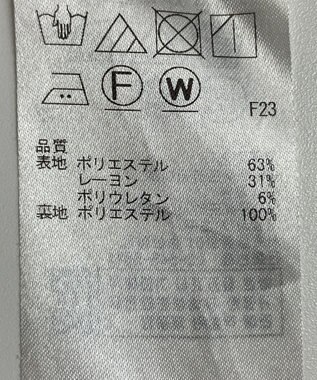 F W
F23
品質
表地 ポリエステル 63%
レーヨン 31%
ポリウレタン 6%
裏地 ポリエステル 100%